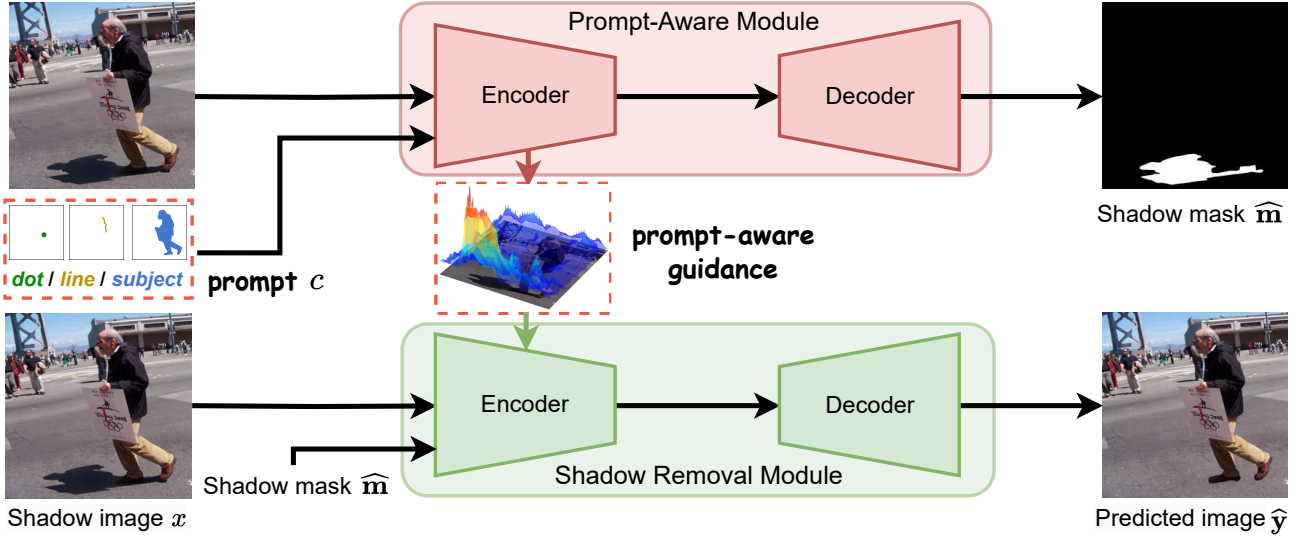 Prompt-Aware Module
Encoder
Decoder
Shadow mask m̂
dot / line / subject
prompt c
prompt-aware
guidance
Encoder
Decoder
Shadow mask m̂
Shadow Removal Module
Shadow image x
Predicted image ŷ